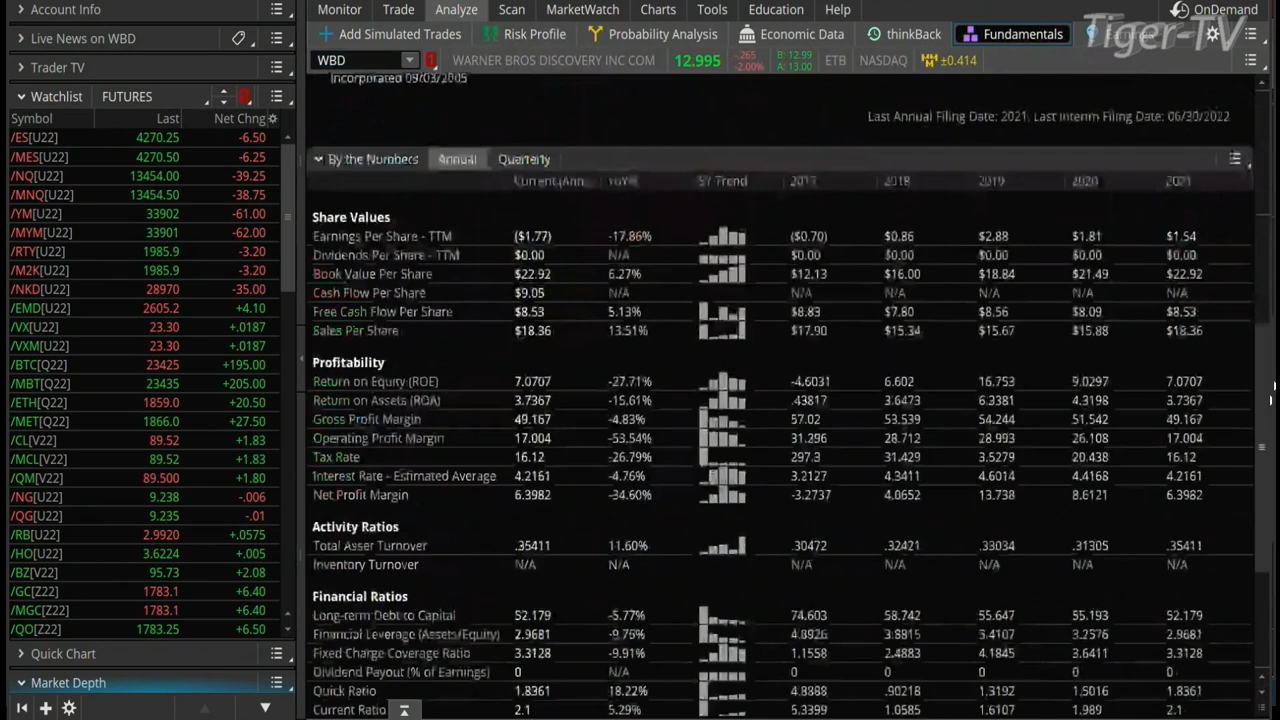 Account Info
Live News on WBD
Trader TV
Watchlist FUTURES
Symbol Last Net Chng
/ES[U22] 4270.25 -6.50
/MES[U22] 4270.50 -6.25
/NQ[U22] 13454.00 -39.25
/MNQ[U22] 13454.50 -38.75
/YM[U22] 33902 -61.00
/MYM[U22] 33901 -62.00
/RTY[U22] 1985.9 -3.20
/M2K[U22] 1985.9 -3.20
/NKD[U22] 28970 -35.00
/EMD[U22] 2605.2 +4.10
/VX[U22] 23.30 +.0187
/VXM[U22] 23.30 +.0187
/BTC[Q22] 23425 +195.00
/MBT[Q22] 23435 +205.00
/ETH[Q22] 1859.0 +20.50
/MET[Q22] 1866.0 +27.50
/CL[V22] 89.52 +1.83
/MCL[V22] 89.52 +1.83
/QM[V22] 89.500 +1.80
/NG[U22] 9.238 -.006
/QG[U22] 9.235 -.01
/RB[U22] 2.9920 +.0575
/HO[U22] 3.6224 +.005
/BZ[V22] 95.73 +2.08
/GC[Z22] 1783.1 +6.40
/MGC[Z22] 1783.1 +6.40
/QO[Z22] 1783.25 +6.50
Quick Chart
Market Depth
Monitor Trade Analyze Scan MarketWatch Charts Tools Education Help OnDemand
Tiger-TV
Add Simulated Trades Risk Profile Probability Analysis Economic Data thinkBack Fundamentals
WBD 1 WARNER BROS DISCOVERY INC COM 12.995 -.265 -2.00% B: 12.99 A: 13.00 ETB NASDAQ ±0.414
Incorporated 09/03/2005
Last Annual Filing Date: 2021, Last Interim Filing Date: 06/30/2022
By the Numbers Annual Quarterly
Current (Ann YoY% 5Y Trend 2017 2018 2019 2020 2021
Share Values
Earnings Per Share - TTM ($1.77) -17.86% ($0.70) $0.86 $2.88 $1.81 $1.54
Dividends Per Share - TTM $0.00 N/A $0.00 $0.00 $0.00 $0.00 $0.00
Book Value Per Share $22.92 6.27% $12.13 $16.00 $18.84 $21.49 $22.92
Cash Flow Per Share $9.05 N/A N/A N/A N/A N/A N/A
Free Cash Flow Per Share $8.53 5.13% $8.83 $7.80 $8.56 $8.09 $8.53
Sales Per Share $18.36 13.51% $17.90 $15.34 $15.67 $15.88 $18.36
Profitability
Return on Equity (ROE) 7.0707 -27.71% -4.6031 6.602 16.753 9.0297 7.0707
Return on Assets (ROA) 3.7367 -15.61% .43817 3.6473 6.3381 4.3198 3.7367
Gross Profit Margin 49.167 -4.83% 57.02 53.539 54.244 51.542 49.167
Operating Profit Margin 17.004 -53.54% 31.296 28.712 28.993 26.108 17.004
Tax Rate 16.12 -26.79% 297.3 31.429 3.5279 20.438 16.12
Interest Rate - Estimated Average 4.2161 -4.76% 3.2127 4.3411 4.6014 4.4168 4.2161
Net Profit Margin 6.3982 -34.60% -3.2737 4.0652 13.738 8.6121 6.3982
Activity Ratios
Total Asset Turnover .35411 11.60% .30472 .32421 .33034 .31305 .35411
Inventory Turnover N/A N/A N/A N/A N/A N/A N/A
Financial Ratios
Long-term Debt to Capital 52.179 -5.77% 74.603 58.742 55.647 55.193 52.179
Financial Leverage (Assets/Equity) 2.9681 -9.75% 4.8926 3.8815 3.4107 3.2576 2.9681
Fixed Charge Coverage Ratio 3.3128 -9.91% 1.1558 2.4883 4.1845 3.6411 3.3128
Dividend Payout (% of Earnings) 0 N/A 0 0 0 0 0
Quick Ratio 1.8361 18.22% 4.8888 .90218 1.3192 1.5016 1.8361
Current Ratio 2.1 5.29% 5.3399 1.0585 1.6107 1.989 2.1